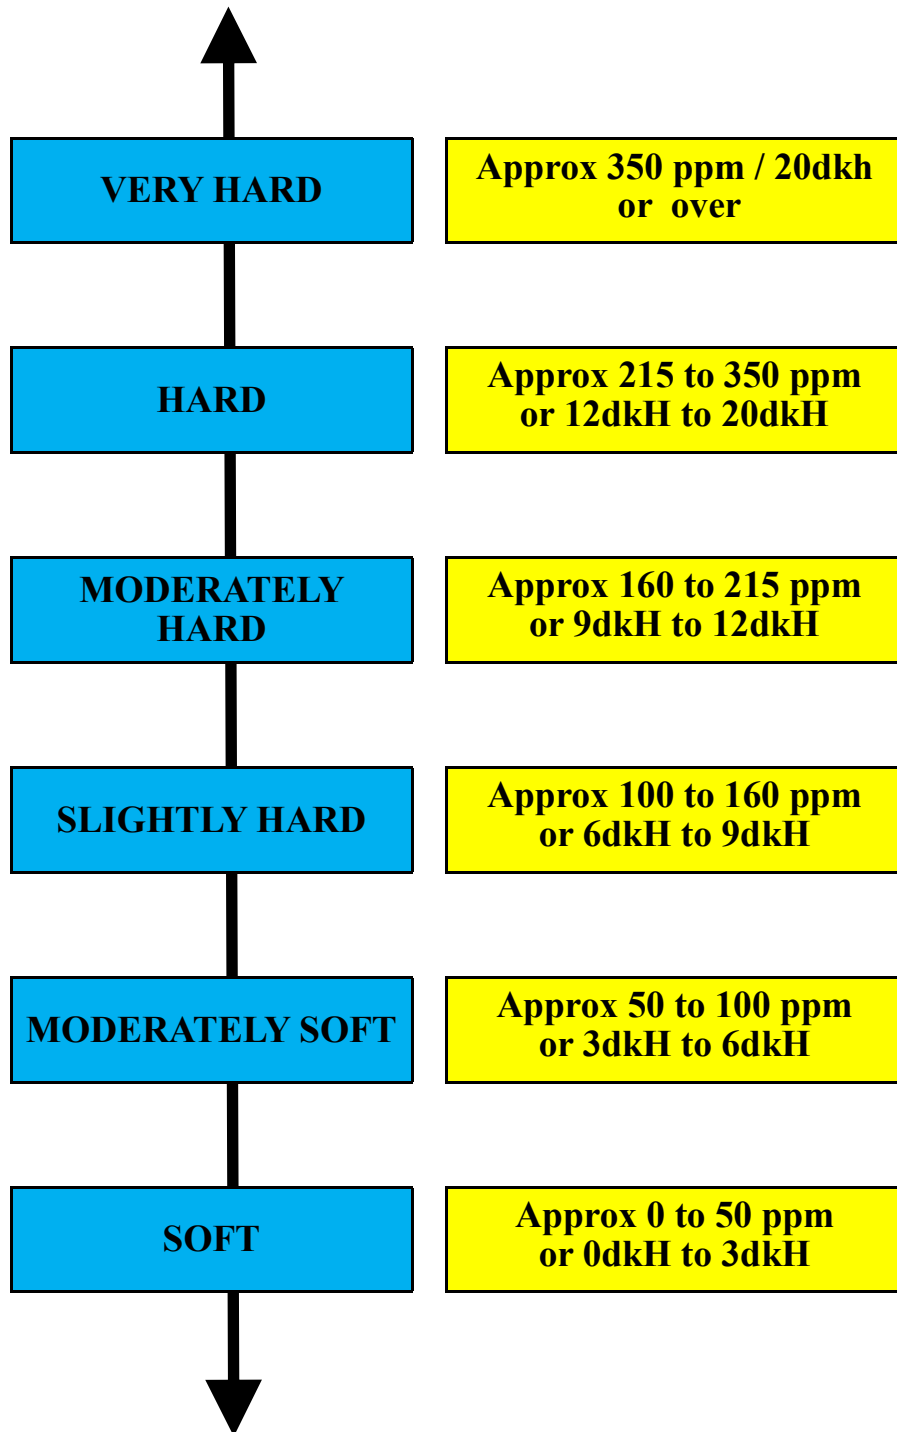 VERY HARD
Approx 350 ppm / 20dkh
or over
HARD
Approx 215 to 350 ppm
or 12dkH to 20dkH
MODERATELY
HARD
Approx 160 to 215 ppm
or 9dkH to 12dkH
SLIGHTLY HARD
Approx 100 to 160 ppm
or 6dkH to 9dkH
MODERATELY SOFT
Approx 50 to 100 ppm
or 3dkH to 6dkH
SOFT
Approx 0 to 50 ppm
or 0dkH to 3dkH